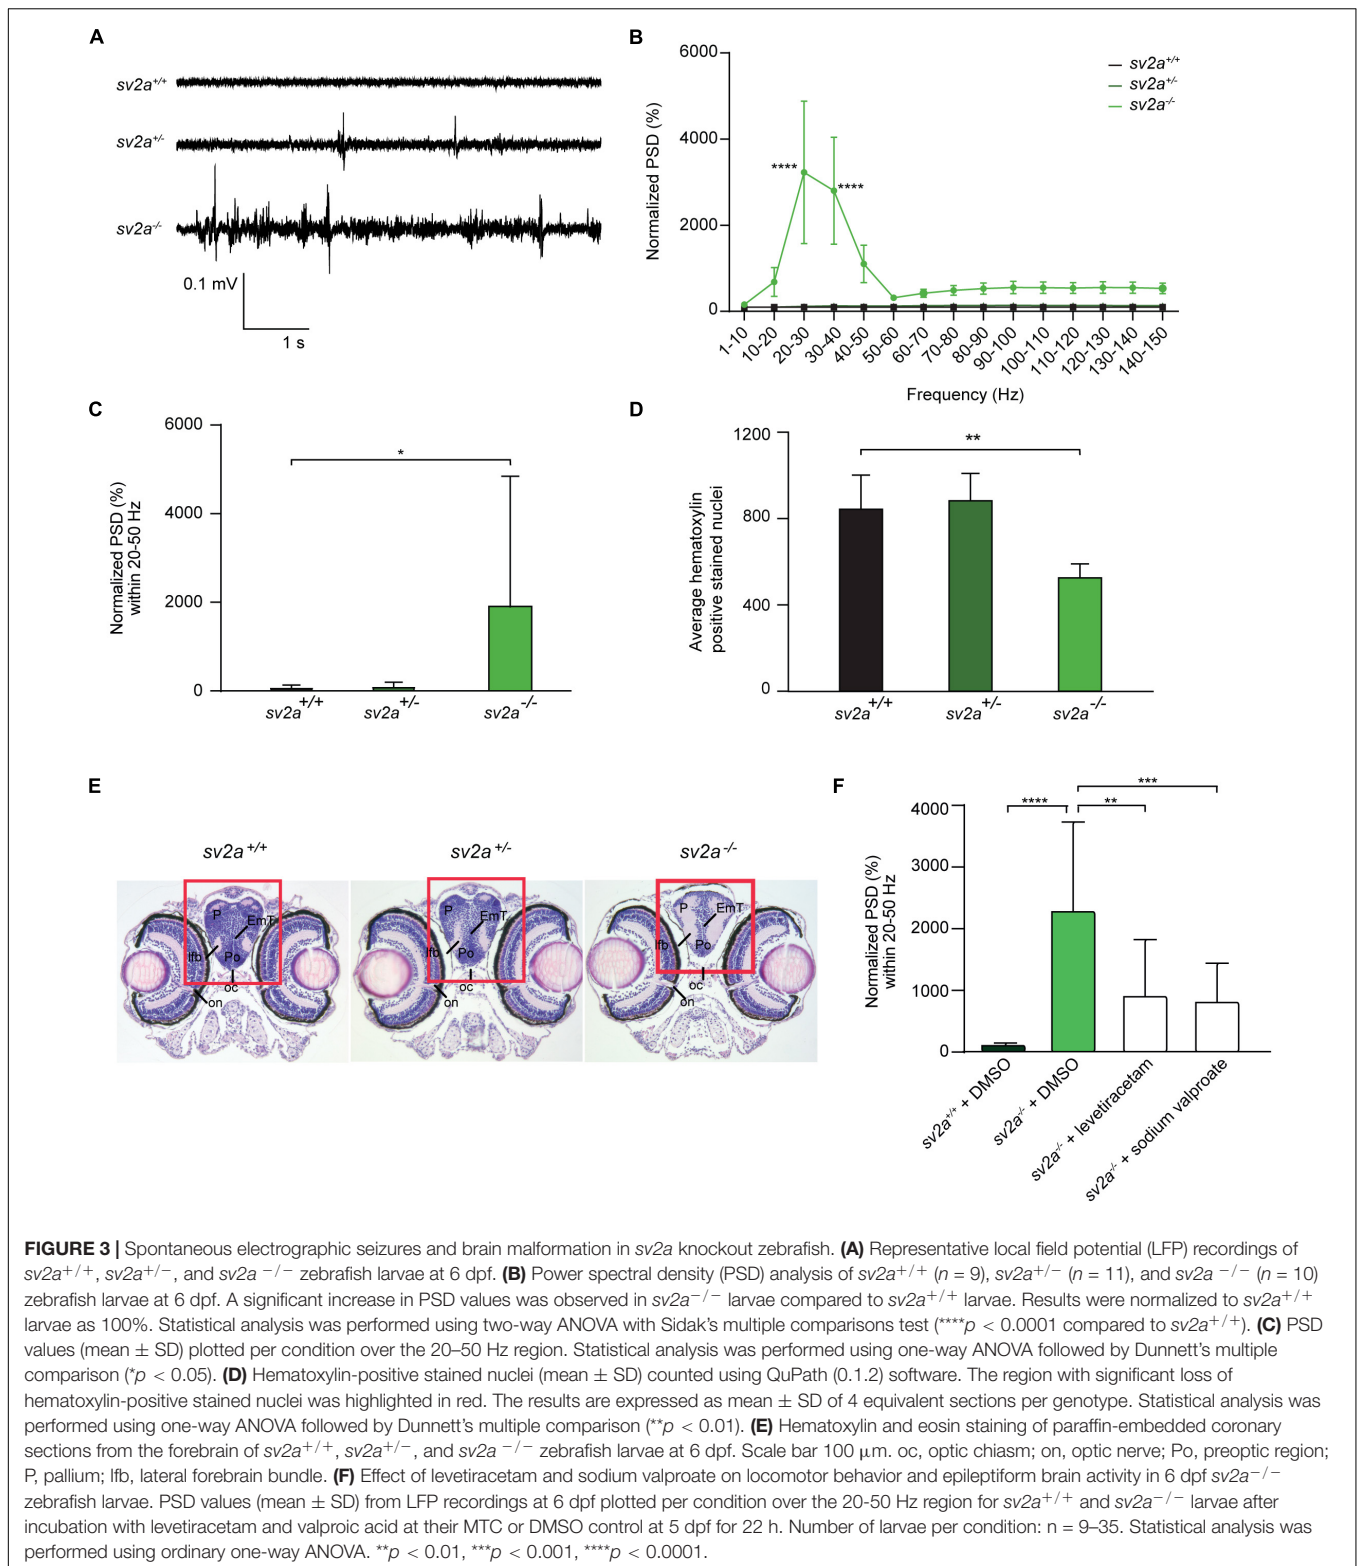 A
sv2a+/+
sv2a+/-
sv2a-/-
0.1 mV
1 s
B
Normalized PSD (%)
6000
4000
2000
0
sv2a+/+
sv2a+/-
sv2a-/-
****
****
1-10
10-20
20-30
30-40
40-50
50-60
60-70
70-80
80-90
90-100
100-110
110-120
120-130
130-140
140-150
Frequency (Hz)
C
Normalized PSD (%)
within 20-50 Hz
6000
4000
2000
0
*
sv2a+/+
sv2a+/-
sv2a-/-
D
Average hematoxylin
positive stained nuclei
1200
800
400
0
**
sv2a+/+
sv2a+/-
sv2a-/-
E
sv2a+/+
sv2a+/-
sv2a-/-
P
EmT
lfb
Po
oc
on
P
EmT
lfb
Po
oc
on
P
EmT
lfb
Po
oc
on
F
Normalized PSD (%)
within 20-50 Hz
4000
3000
2000
1000
0
****
**
***
sv2a+/+ + DMSO
sv2a-/- + DMSO
sv2a-/- + levetiracetam
sv2a-/- + sodium valproate
FIGURE 3 | Spontaneous electrographic seizures and brain malformation in sv2a knockout zebrafish. (A) Representative local field potential (LFP) recordings of
sv2a+/+, sv2a+/−, and sv2a −/− zebrafish larvae at 6 dpf. (B) Power spectral density (PSD) analysis of sv2a+/+ (n = 9), sv2a+/− (n = 11), and sv2a −/− (n = 10)
zebrafish larvae at 6 dpf. A significant increase in PSD values was observed in sv2a−/− larvae compared to sv2a+/+ larvae. Results were normalized to sv2a+/+
larvae as 100%. Statistical analysis was performed using two-way ANOVA with Sidak's multiple comparisons test (****p < 0.0001 compared to sv2a+/+). (C) PSD
values (mean ± SD) plotted per condition over the 20–50 Hz region. Statistical analysis was performed using one-way ANOVA followed by Dunnett's multiple
comparison (*p < 0.05). (D) Hematoxylin-positive stained nuclei (mean ± SD) counted using QuPath (0.1.2) software. The region with significant loss of
hematoxylin-positive stained nuclei was highlighted in red. The results are expressed as mean ± SD of 4 equivalent sections per genotype. Statistical analysis was
performed using one-way ANOVA followed by Dunnett's multiple comparison (**p < 0.01). (E) Hematoxylin and eosin staining of paraffin-embedded coronary
sections from the forebrain of sv2a+/+, sv2a+/−, and sv2a −/− zebrafish larvae at 6 dpf. Scale bar 100 μm. oc, optic chiasm; on, optic nerve; Po, preoptic region;
P, pallium; lfb, lateral forebrain bundle. (F) Effect of levetiracetam and sodium valproate on locomotor behavior and epileptiform brain activity in 6 dpf sv2a−/−
zebrafish larvae. PSD values (mean ± SD) from LFP recordings at 6 dpf plotted per condition over the 20-50 Hz region for sv2a+/+ and sv2a−/− larvae after
incubation with levetiracetam and valproic acid at their MTC or DMSO control at 5 dpf for 22 h. Number of larvae per condition: n = 9–35. Statistical analysis was
performed using ordinary one-way ANOVA. **p < 0.01, ***p < 0.001, ****p < 0.0001.